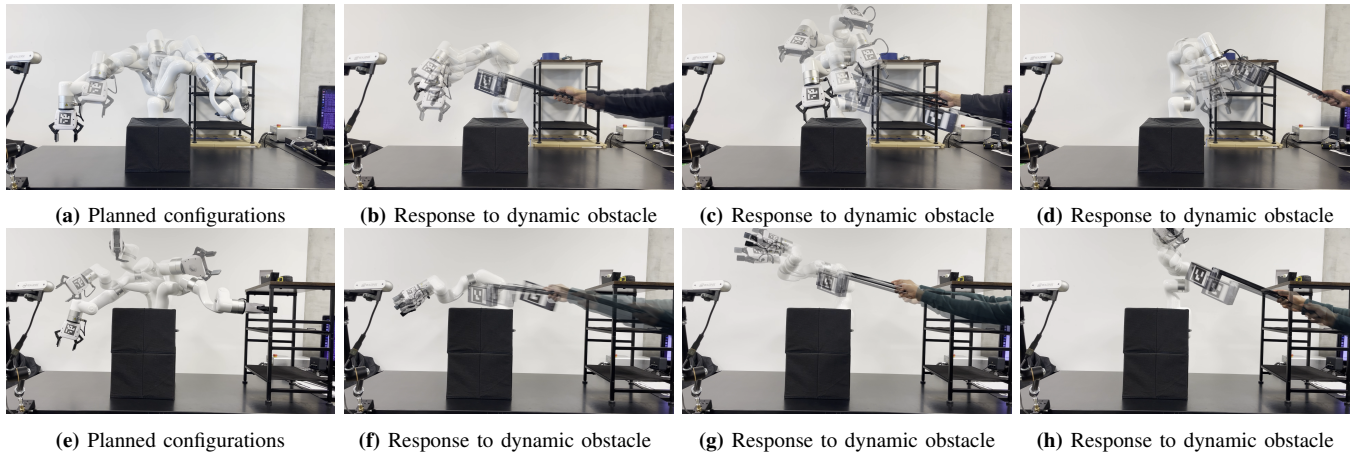 (a) Planned configurations
(b) Response to dynamic obstacle
(c) Response to dynamic obstacle
(d) Response to dynamic obstacle
(e) Planned configurations
(f) Response to dynamic obstacle
(g) Response to dynamic obstacle
(h) Response to dynamic obstacle